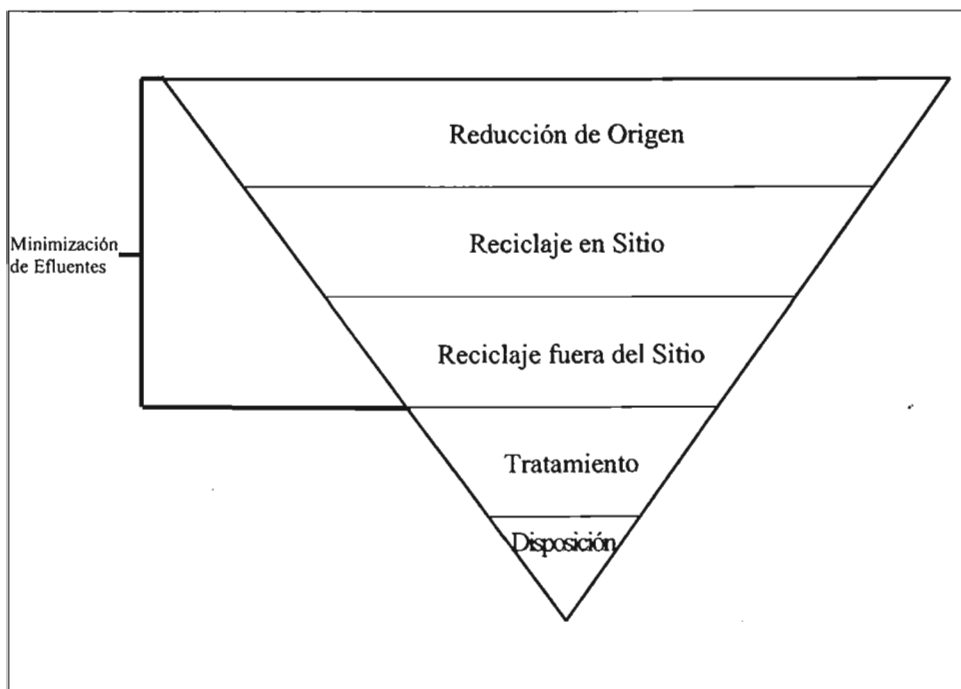 Reducción de Origen
Minimización
de Efluentes
Reciclaje en Sitio
Reciclaje fuera del Sitio
Tratamiento
Disposición